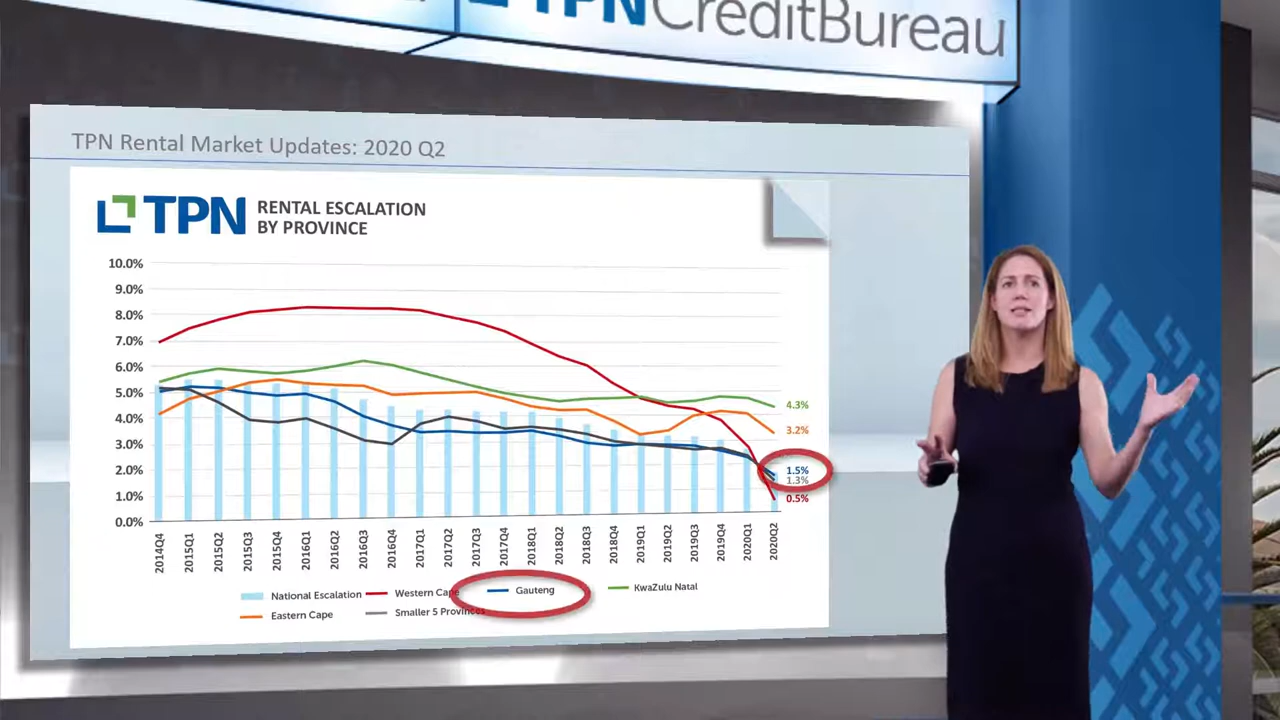 TPN CreditBureau
TPN Rental Market Updates: 2020 Q2
TPN RENTAL ESCALATION
BY PROVINCE
10.0%
9.0%
8.0%
7.0%
6.0%
5.0%
4.0%
3.0%
2.0%
1.0%
0.0%
4.3%
3.2%
1.5%
1.3%
0.5%
2014Q4
2015Q1
2015Q2
2015Q3
2015Q4
2016Q1
2016Q2
2016Q3
2016Q4
2017Q1
2017Q2
2017Q3
2017Q4
2018Q1
2018Q2
2018Q3
2018Q4
2019Q1
2019Q2
2019Q3
2019Q4
2020Q1
2020Q2
National Escalation Western Cape Gauteng KwaZulu Natal
Eastern Cape Smaller 5 Provinces